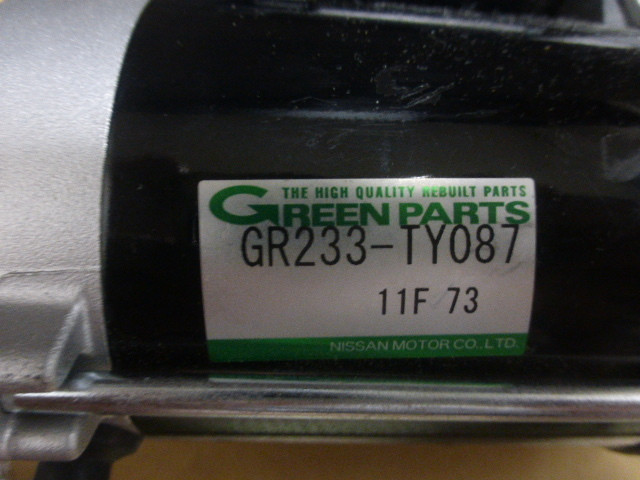 THE HIGH QUALITY REBUILT PARTS
GREEN PARTS
GR233-TY087
11F 73
NISSAN MOTOR CO.,LTD.